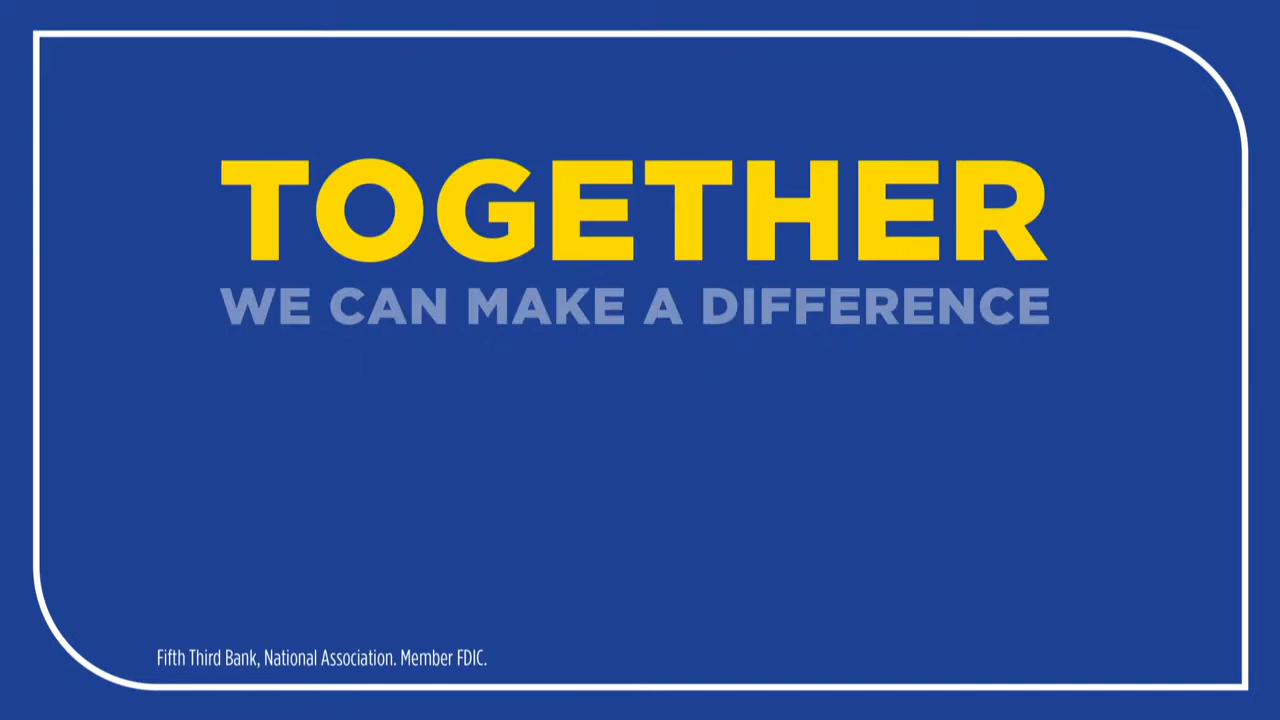 TOGETHER
WE CAN MAKE A DIFFERENCE
Fifth Third Bank, National Association. Member FDIC.